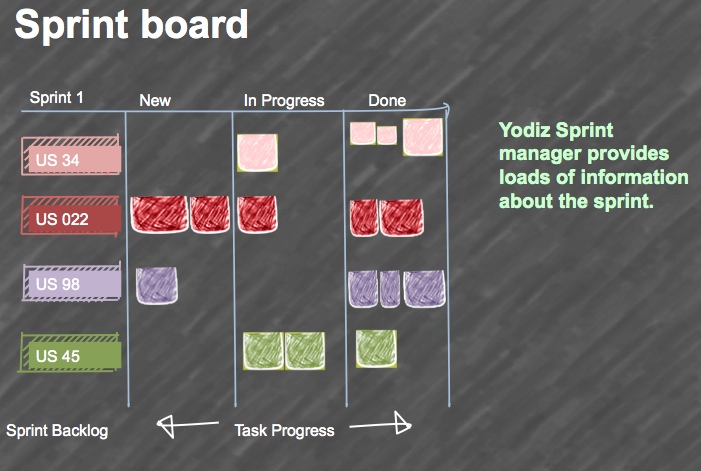 Sprint board
Sprint 1
New
In Progress
Done
US 34
US 022
US 98
US 45
Sprint Backlog
Task Progress
Yodiz Sprint
manager provides
loads of information
about the sprint.